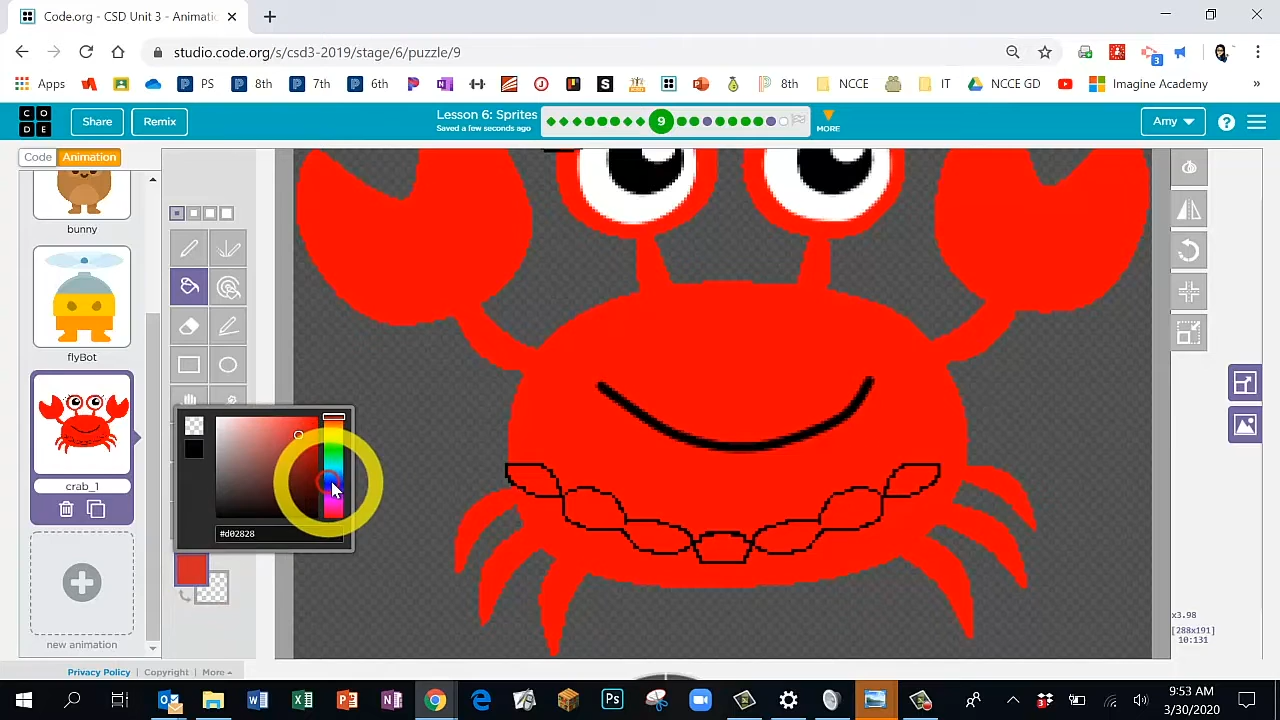 Code.org - CSD Unit 3 - Animatic
studio.code.org/s/csd3-2019/stage/6/puzzle/9
3
Apps
PS
8th
7th
6th
8th
NCCE
IT
NCCE GD
Imagine Academy
»
C O
D E
Share
Remix
Lesson 6: Sprites
Saved a few seconds ago
9
MORE
Amy
Code
Animation
bunny
flyBot
crab_1
new animation
#d02828
x3.98
[288x191]
10:131
Privacy Policy
Copyright
More
9:53 AM
3/30/2020